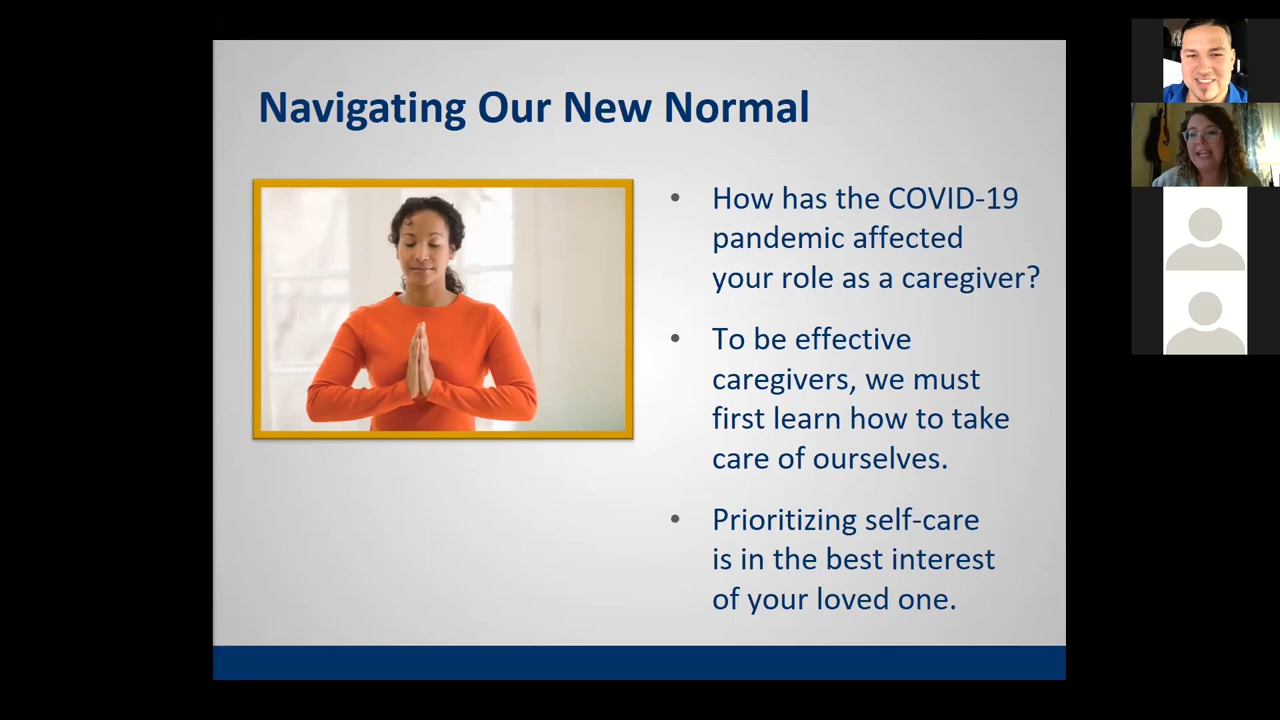 Navigating Our New Normal
• How has the COVID-19
pandemic affected
your role as a caregiver?
• To be effective
caregivers, we must
first learn how to take
care of ourselves.
• Prioritizing self-care
is in the best interest
of your loved one.